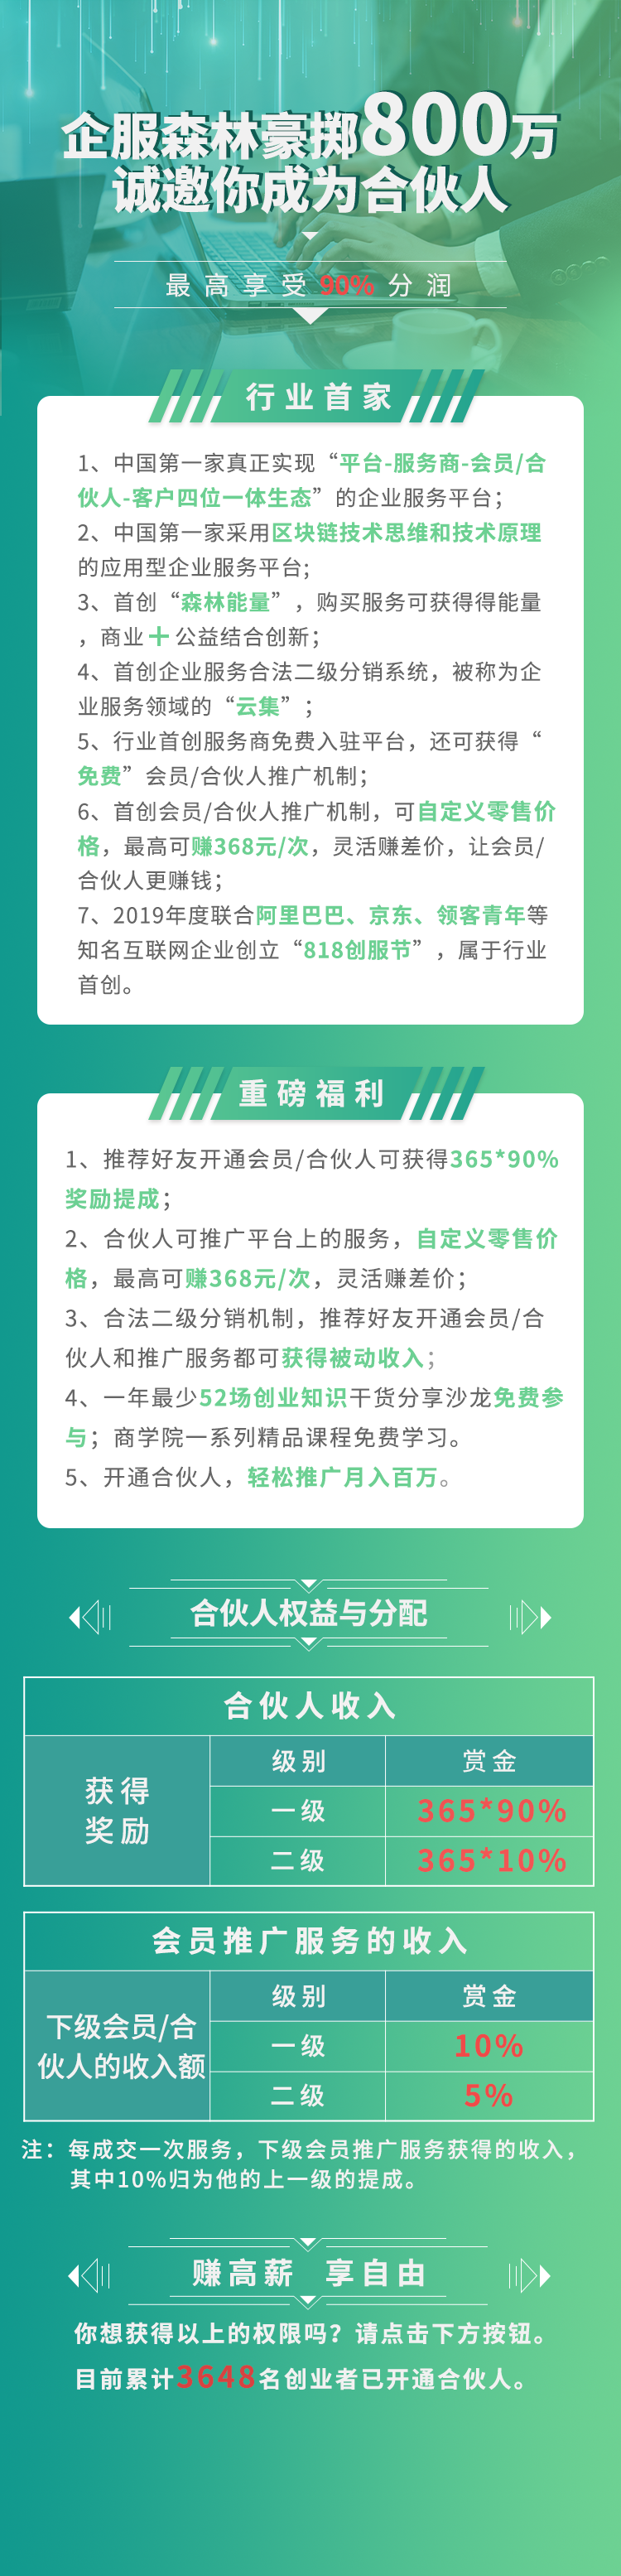 企服森林豪掷800万
诚邀你成为合伙人
最高享受90%分润
行业首家
1、中国第一家真正实现“平台-服务商-会员/合
伙人-客户四位一体生态”的企业服务平台；
2、中国第一家采用区块链技术思维和技术原理
的应用型企业服务平台；
3、首创“森林能量”，购买服务可获得得能量
，商业＋公益结合创新；
4、首创企业服务合法二级分销系统，被称为企
业服务领域的“云集”；
5、行业首创服务商免费入驻平台，还可获得“
免费”会员/合伙人推广机制；
6、首创会员/合伙人推广机制，可自定义零售价
格，最高可赚368元/次，灵活赚差价，让会员/
合伙人更赚钱；
7、2019年度联合阿里巴巴、京东、领客青年等
知名互联网企业创立“818创服节”，属于行业
首创。
重磅福利
1、推荐好友开通会员/合伙人可获得365*90%
奖励提成；
2、合伙人可推广平台上的服务，自定义零售价
格，最高可赚368元/次，灵活赚差价；
3、合法二级分销机制，推荐好友开通会员/合
伙人和推广服务都可获得被动收入；
4、一年最少52场创业知识干货分享沙龙免费参
与；商学院一系列精品课程免费学习。
5、开通合伙人，轻松推广月入百万。
合伙人权益与分配
合伙人收入
获得
奖励
级别 赏金
一级 365*90%
二级 365*10%
会员推广服务的收入
下级会员/合
伙人的收入额
级别 赏金
一级 10%
二级 5%
注：每成交一次服务，下级会员推广服务获得的收入，
其中10%归为他的上一级的提成。
赚高薪 享自由
你想获得以上的权限吗？请点击下方按钮。
目前累计3648名创业者已开通合伙人。